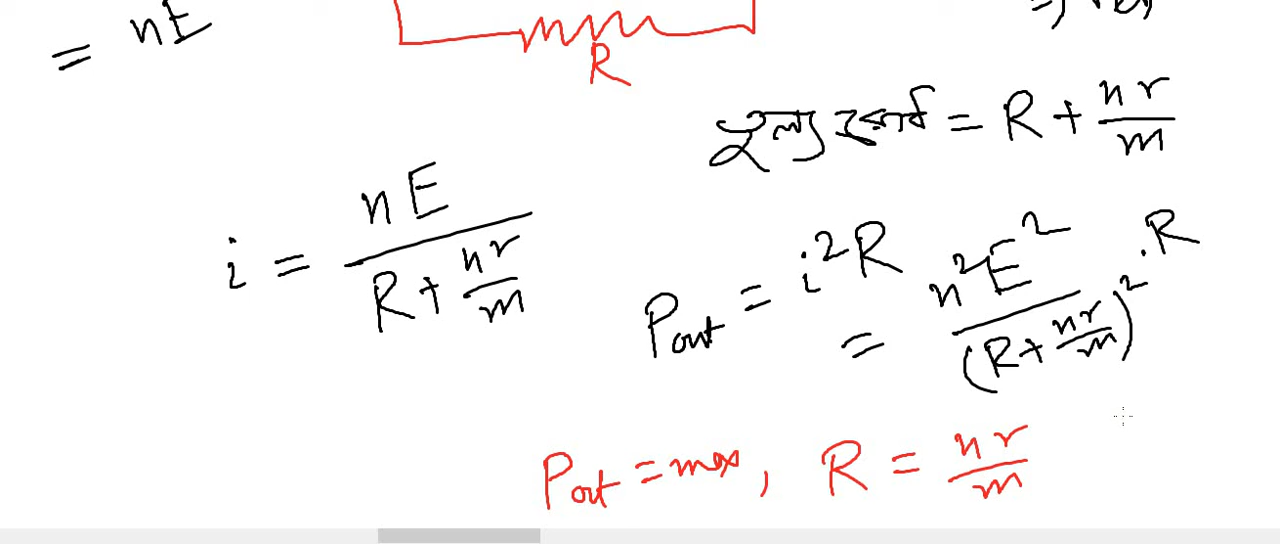 = nE
R
তুল্য রোধ = R + nr/m
i = nE/(R + nr/m)
Pout = i²R
= n²E²/(R + nr/m)² . R
Pout = max, R = nr/m